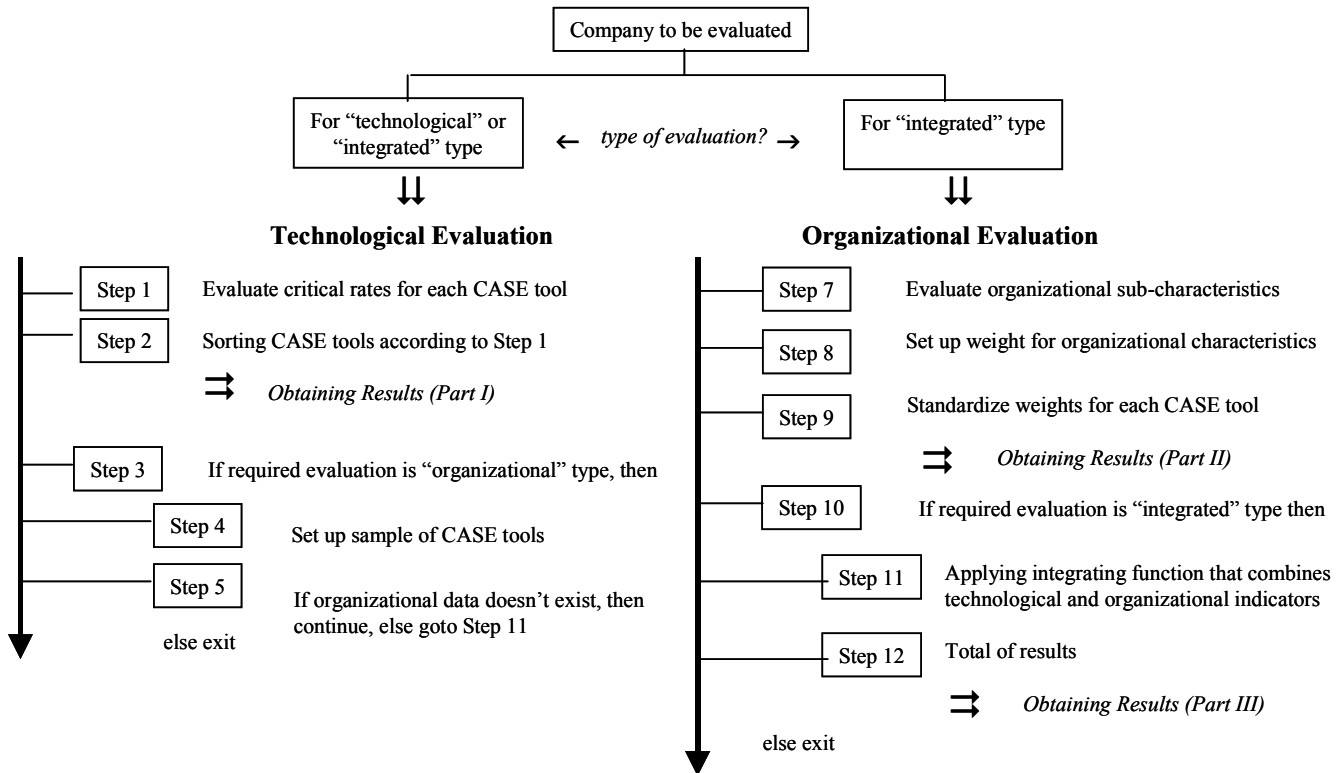 Company to be evaluated
For “technological” or
“integrated” type
← type of evaluation? →
For “integrated” type
Technological Evaluation
Step 1 Evaluate critical rates for each CASE tool
Step 2 Sorting CASE tools according to Step 1
Obtaining Results (Part I)
Step 3 If required evaluation is “organizational” type, then
Step 4 Set up sample of CASE tools
Step 5 If organizational data doesn’t exist, then
continue, else goto Step 11
else exit
Organizational Evaluation
Step 7 Evaluate organizational sub-characteristics
Step 8 Set up weight for organizational characteristics
Step 9 Standardize weights for each CASE tool
Obtaining Results (Part II)
Step 10 If required evaluation is “integrated” type then
Step 11 Applying integrating function that combines
technological and organizational indicators
Step 12 Total of results
Obtaining Results (Part III)
else exit